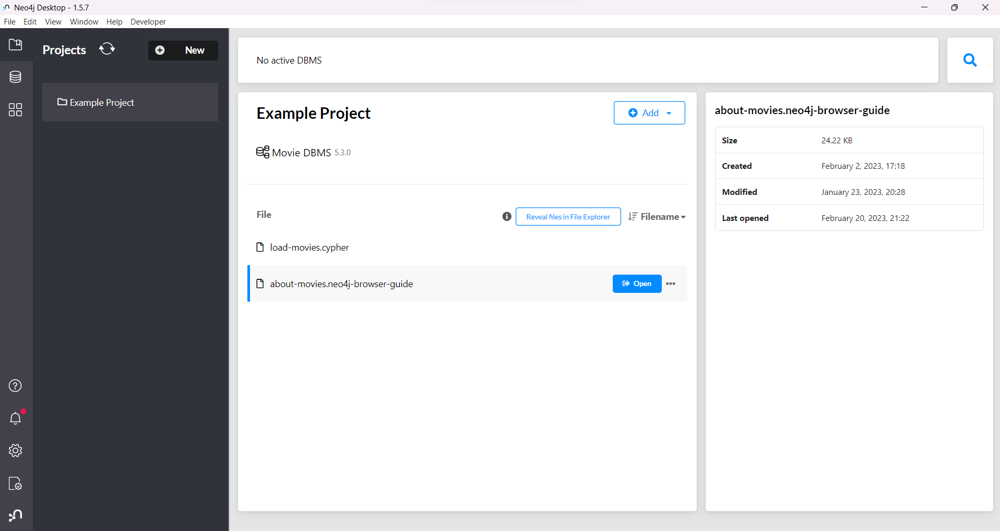 Neo4j Desktop - 1.5.7
File Edit View Window Help Developer
Projects
New
Example Project
No active DBMS
Example Project
Add
Movie DBMS 5.3.0
File
Reveal files in File Explorer
Filename
load-movies.cypher
about-movies.neo4j-browser-guide
Open
about-movies.neo4j-browser-guide
Size 24.22 KB
Created February 2, 2023, 17:18
Modified January 23, 2023, 20:28
Last opened February 20, 2023, 21:22